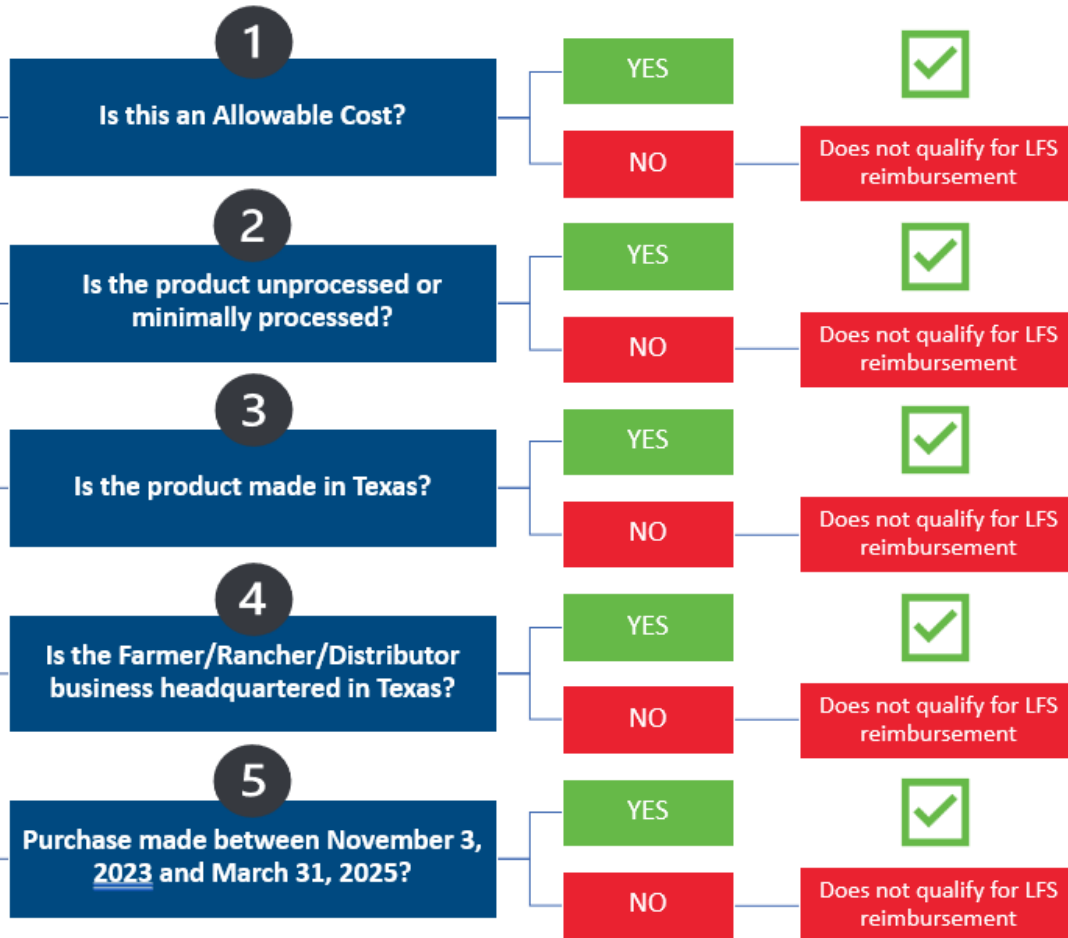 1
Is this an Allowable Cost?
YES
NO
Does not qualify for LFS
reimbursement
2
Is the product unprocessed or
minimally processed?
YES
NO
Does not qualify for LFS
reimbursement
3
Is the product made in Texas?
YES
NO
Does not qualify for LFS
reimbursement
4
Is the Farmer/Rancher/Distributor
business headquartered in Texas?
YES
NO
Does not qualify for LFS
reimbursement
5
Purchase made between November 3,
2023 and March 31, 2025?
YES
NO
Does not qualify for LFS
reimbursement